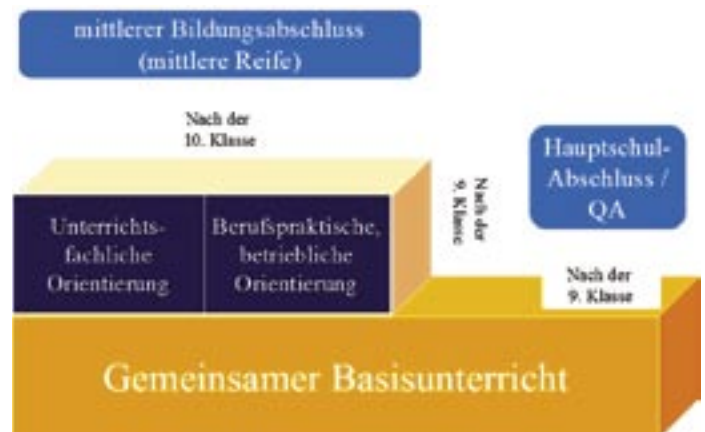 mittlerer Bildungsabschluss
(mittlere Reife)
Nach der
10. Klasse
Hauptschul-
Abschluss /
QA
Nach der
9. Klasse
Unterrichts-
fachliche
Orientierung
Berufspraktische,
betriebliche
Orientierung
Nach der
9. Klasse
Gemeinsamer Basisunterricht